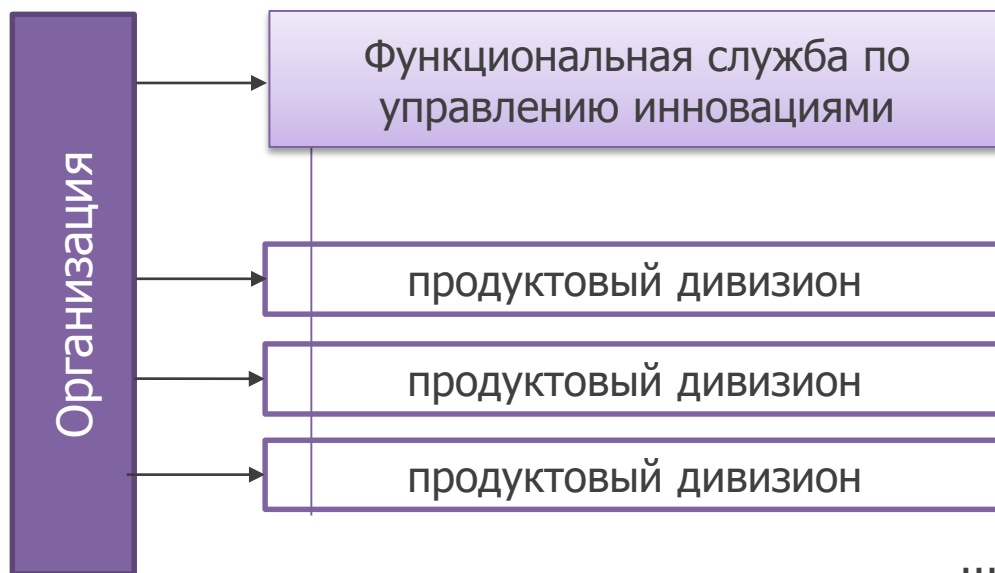 Организация
Функциональная служба по
управлению инновациями
продуктовый дивизион
продуктовый дивизион
продуктовый дивизион
...